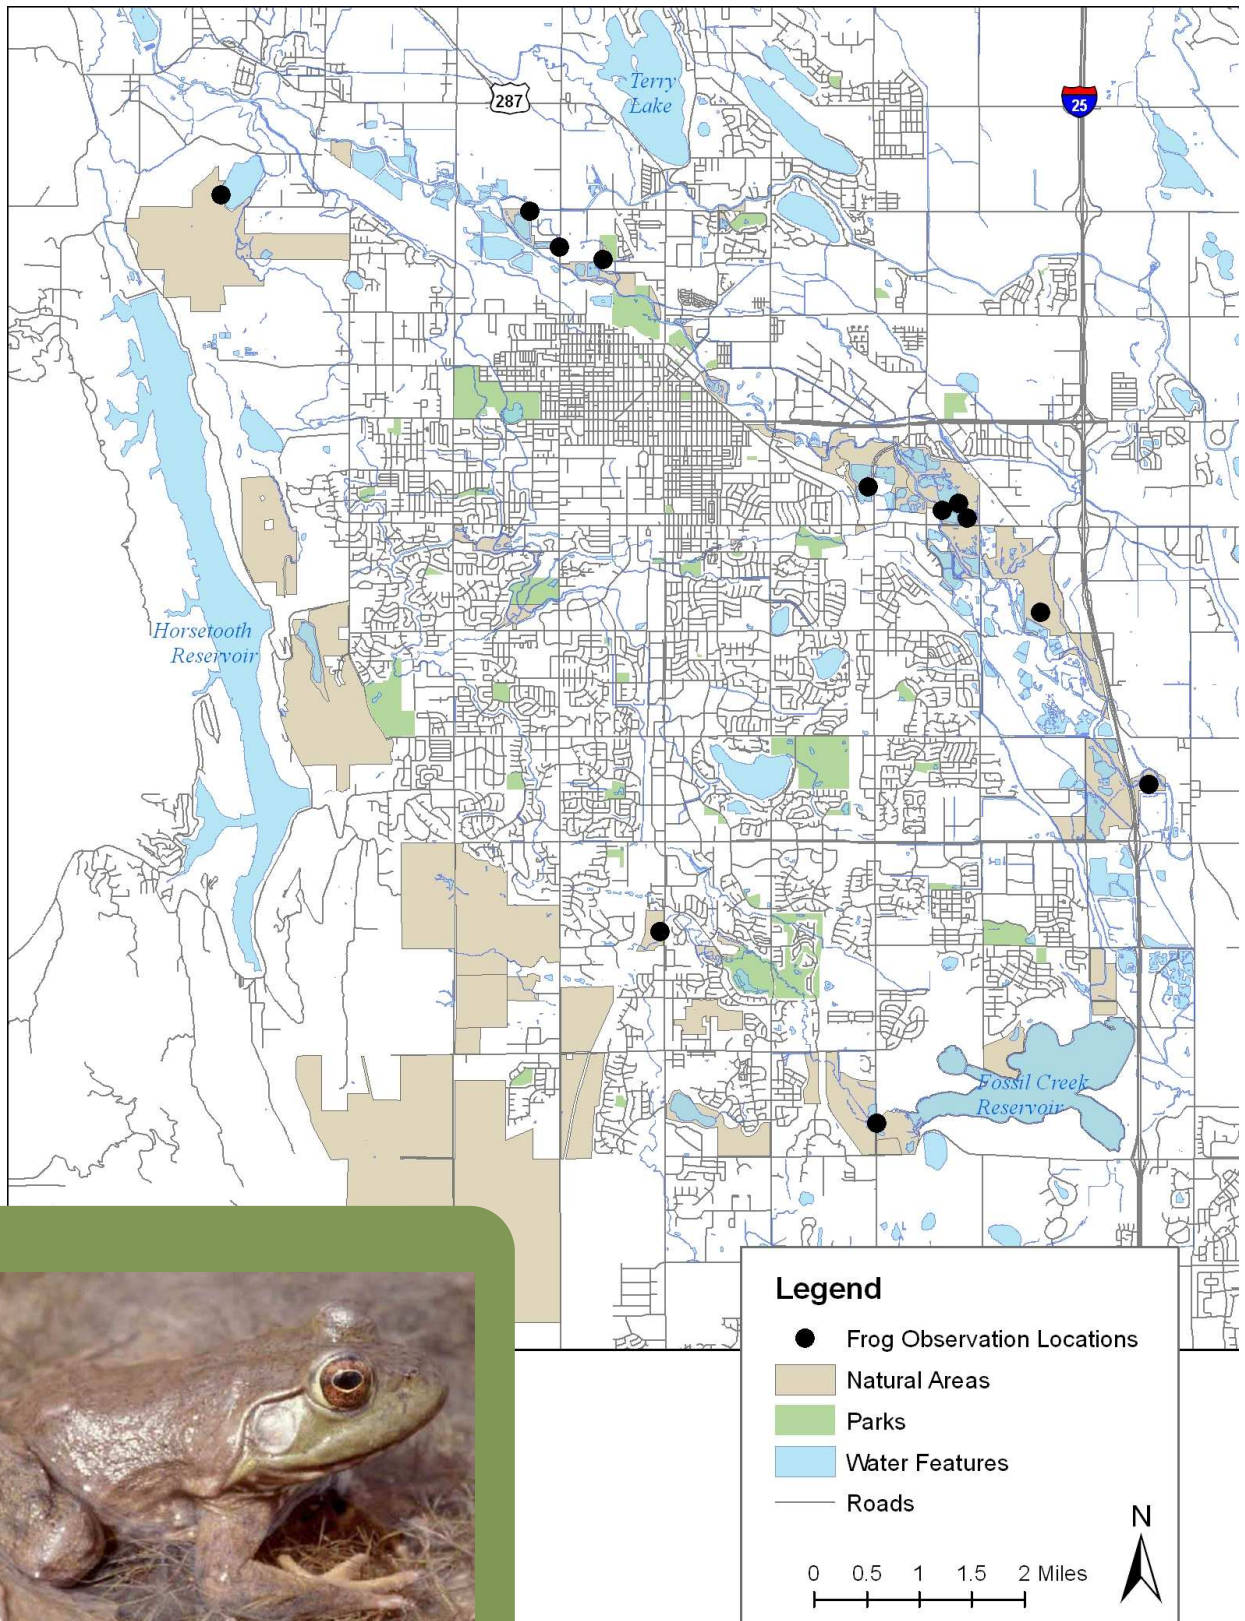 Terry
Lake
287
25
Horsetooth
Reservoir
Fossil Creek
Reservoir
Legend
Frog Observation Locations
Natural Areas
Parks
Water Features
Roads
N
0 0.5 1 1.5 2 Miles